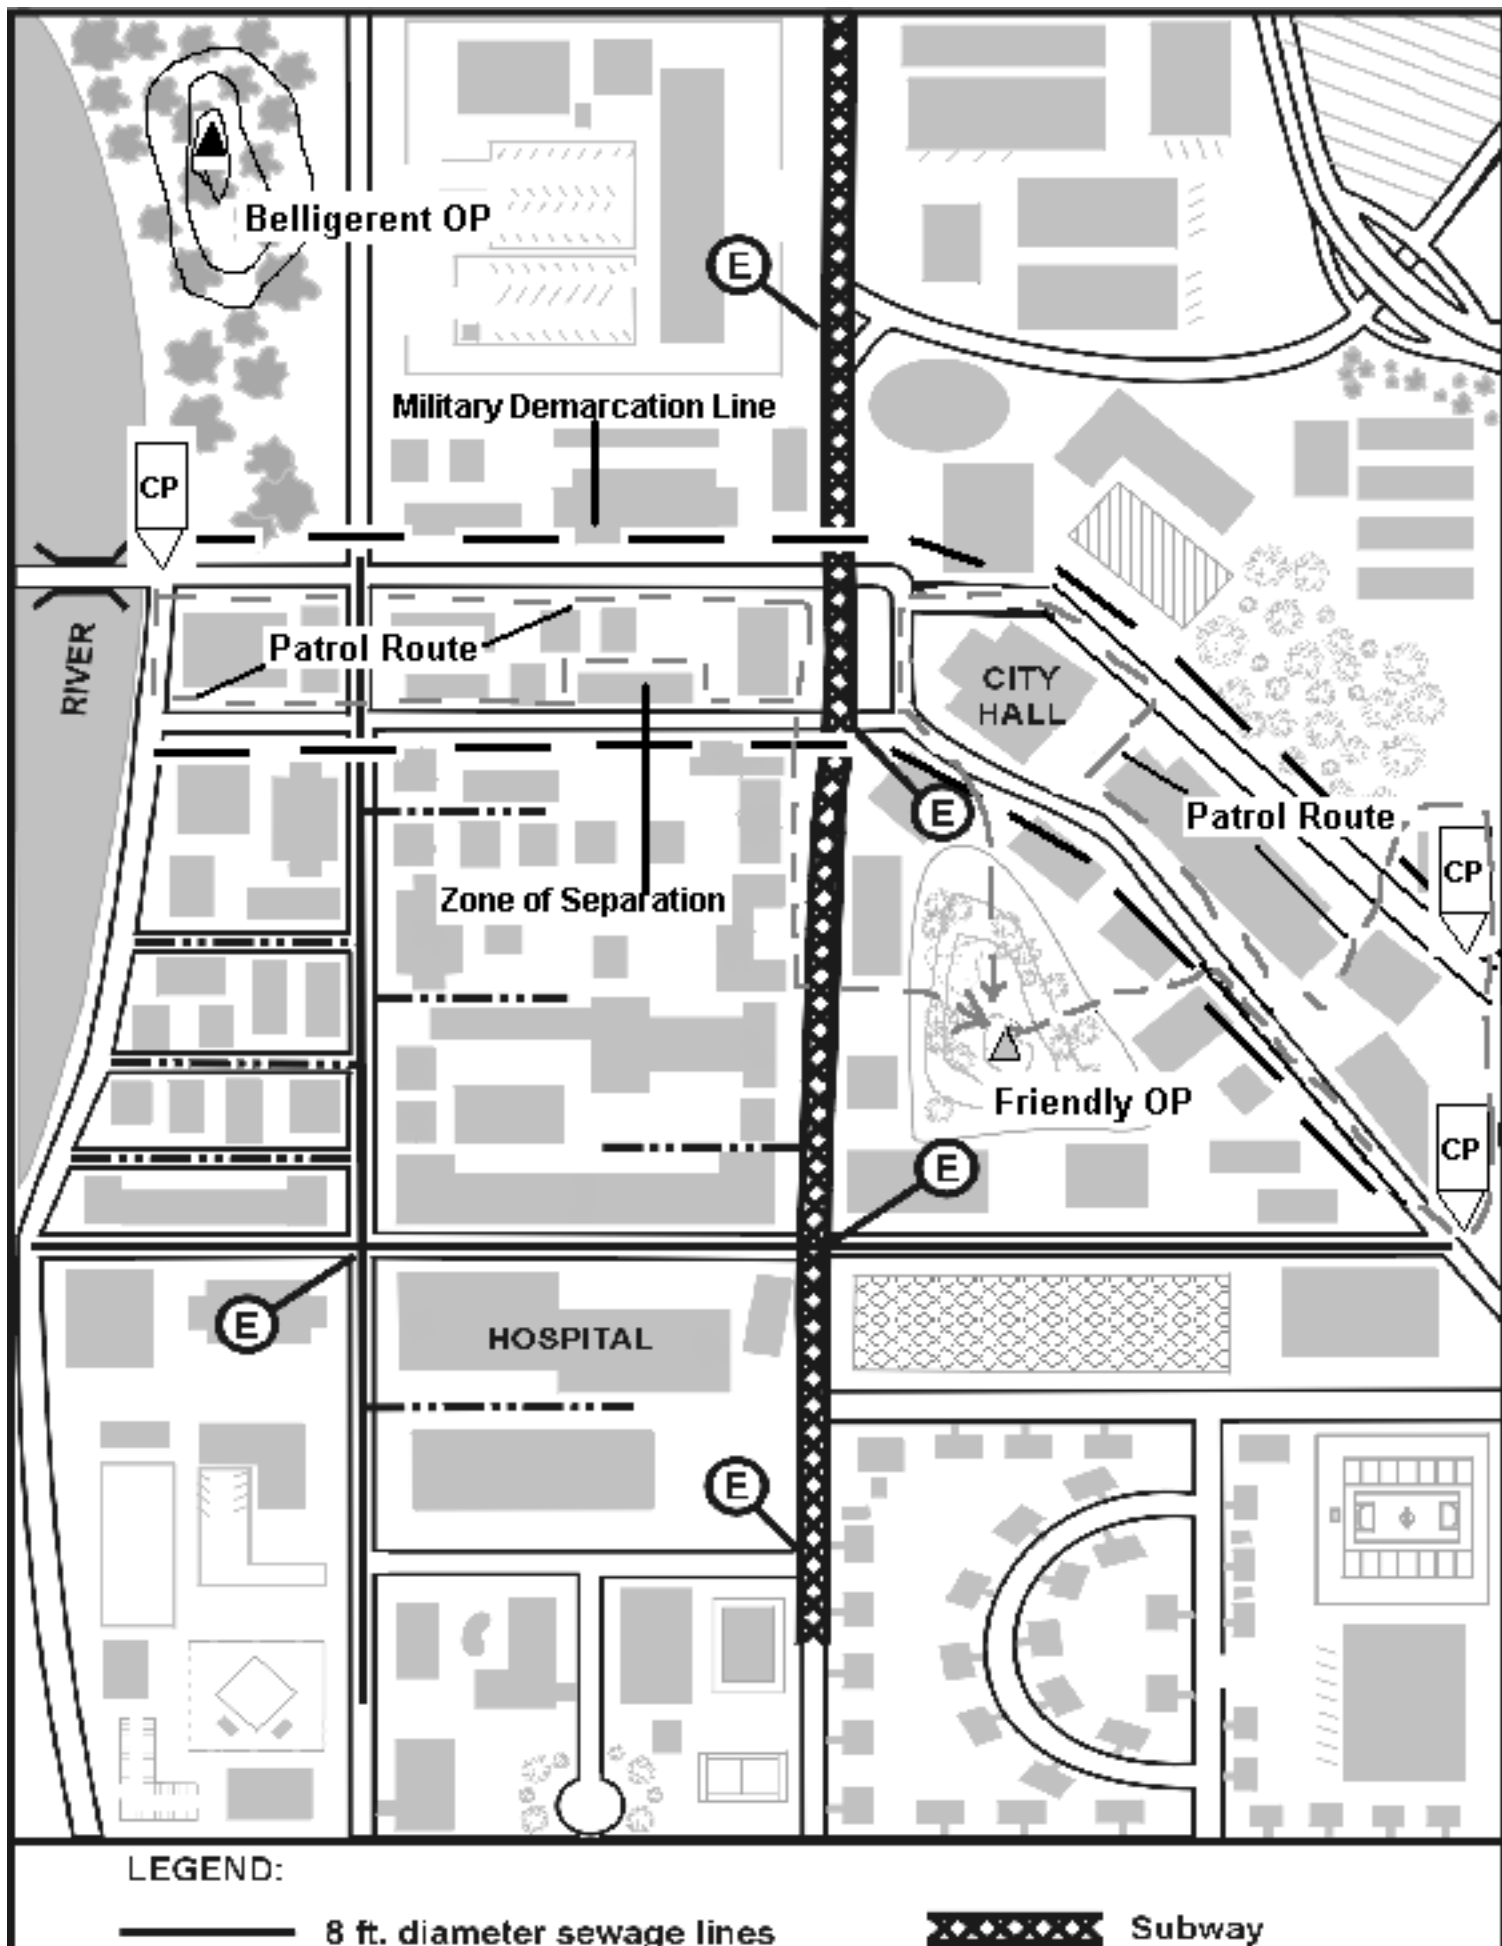 Belligerent OP
E
Military Demarcation Line
CP
RIVER
Patrol Route
CITY
HALL
E
Patrol Route
CP
Zone of Separation
Friendly OP
CP
E
E
HOSPITAL
E
LEGEND:
8 ft. diameter sewage lines
Subway